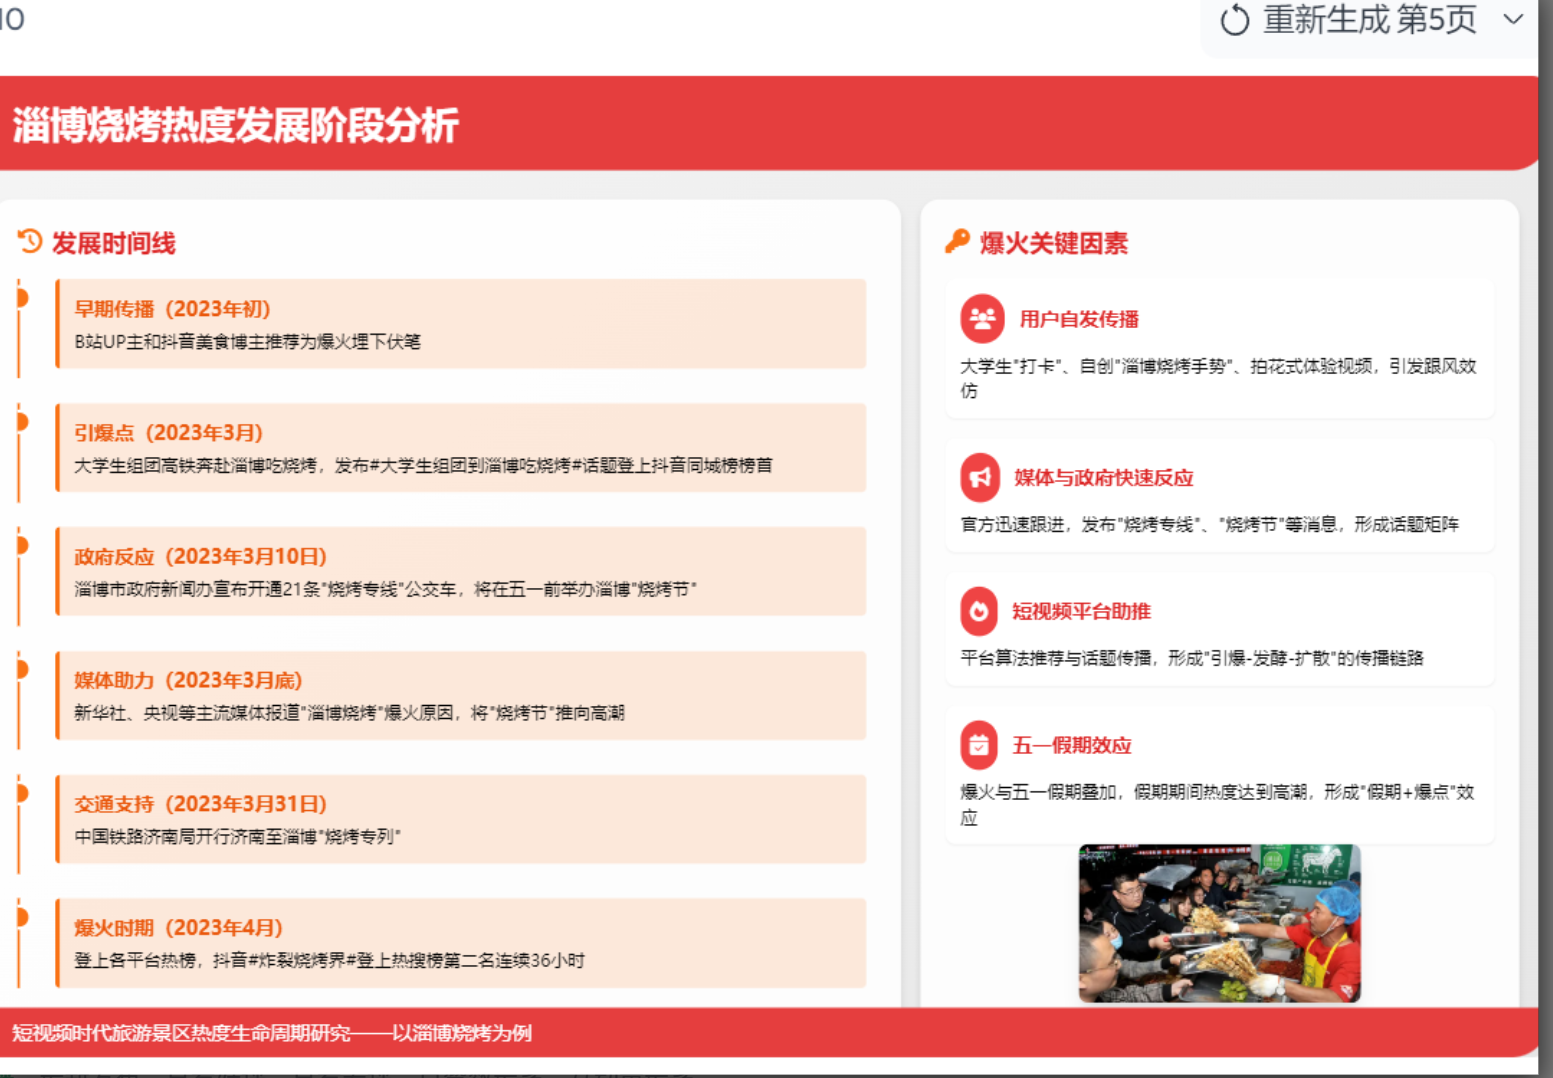 10
重新生成 第5页
淄博烧烤热度发展阶段分析
发展时间线
早期传播（2023年初）
B站UP主和抖音美食博主推荐为爆火埋下伏笔
引爆点（2023年3月）
大学生组团高铁奔赴淄博吃烧烤，发布#大学生组团到淄博吃烧烤#话题登上抖音同城榜榜首
政府反应（2023年3月10日）
淄博市政府新闻办宣布开通21条"烧烤专线"公交车，将在五一前举办淄博"烧烤节"
媒体助力（2023年3月底）
新华社、央视等主流媒体报道"淄博烧烤"爆火原因，将"烧烤节"推向高潮
交通支持（2023年3月31日）
中国铁路济南局开行济南至淄博"烧烤专列"
爆火时期（2023年4月）
登上各平台热榜，抖音#炸裂烧烤界#登上热搜榜第二名连续36小时
爆火关键因素
用户自发传播
大学生"打卡"、自创"淄博烧烤手势"、拍花式体验视频，引发跟风效
仿
媒体与政府快速反应
官方迅速跟进，发布"烧烤专线"、"烧烤节"等消息，形成话题矩阵
短视频平台助推
平台算法推荐与话题传播，形成"引爆-发酵-扩散"的传播链路
五一假期效应
爆火与五一假期叠加，假期期间热度达到高潮，形成"假期+爆点"效
应
短视频时代旅游景区热度生命周期研究——以淄博烧烤为例